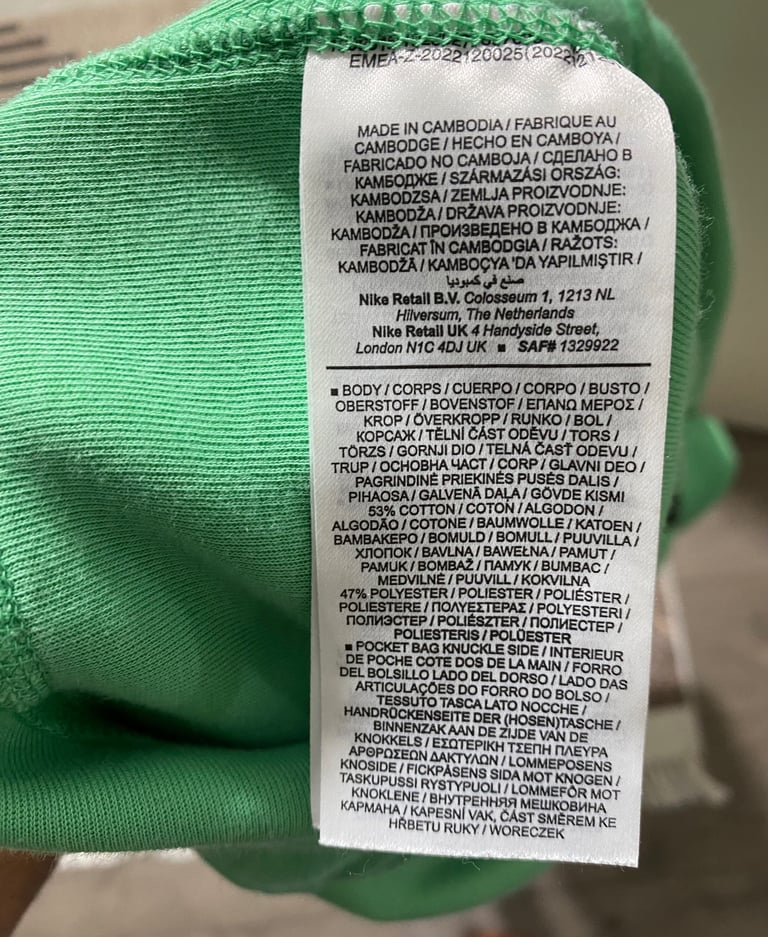 EMEA-Z-2022120025(2022
MADE IN CAMBODIA / FABRIQUE AU
CAMBODGE / HECHO EN CAMBOYA /
FABRICADO NO CAMBOJA / СДЕЛАНО В
КАМБОДЖЕ / SZÁRMAZÁSI ORSZÁG:
KAMBODZSA / ZEMLJA PROIZVODNJE:
KAMBODŽA / DRŽAVA PROIZVODNJE:
KAMBODŽA / ПРОИЗВЕДЕНО В КАМБОДЖА /
FABRICAT ÎN CAMBODGIA / RAŽOTS:
KAMBODŽĀ / KAMBOÇYA 'DA YAPILMIŞTIR /
صنع في كمبوديا
Nike Retail B.V. Colosseum 1, 1213 NL
Hilversum, The Netherlands
Nike Retail UK 4 Handyside Street,
London N1C 4DJ UK ■ SAF# 1329922
■ BODY / CORPS / CUERPO / CORPO / BUSTO /
OBERSTOFF / BOVENSTOF / ΕΠΑΝΩ ΜΕΡΟΣ /
KROP / ÖVERKROPP / RUNKO / BOL /
КОРСАЖ / TĚLNÍ ČÁST ODĚVU / TORS /
TÖRZS / GORNJI DIO / TELNÁ ČASŤ ODEVU /
TRUP / ОСНОВНА ЧАСТ / CORP / GLAVNI DEO /
PAGRINDINĖ PRIEKINĖS PUSĖS DALIS /
PIHAOSA / GALVENĀ DAĻA / GÖVDE KISMI
53% COTTON / COTON / ALGODON /
ALGODÃO / COTONE / BAUMWOLLE / KATOEN /
ΒΑΜΒΑΚΕΡΟ / BOMULD / BOMULL / PUUVILLA /
ХЛОПОК / BAVLNA / BAWEŁNA / PAMUT /
PAMUK / BOMBAŽ / ПАМУК / BUMBAC /
MEDVILNĖ / PUUVILL / KOKVILNA
47% POLYESTER / POLIESTER / POLIÉSTER /
POLIESTERE / ΠΟΛΥΕΣΤΕΡΑΣ / POLYESTERI /
ПОЛИЭСТЕР / POLIÉSZTER / ПОЛИЕСТЕР /
POLIESTERIS / POLÜESTER
■ POCKET BAG KNUCKLE SIDE / INTERIEUR
DE POCHE COTE DOS DE LA MAIN / FORRO
DEL BOLSILLO LADO DEL DORSO / LADO DAS
ARTICULAÇÕES DO FORRO DO BOLSO /
TESSUTO TASCA LATO NOCCHE /
HANDRÜCKENSEITE DER (HOSEN)TASCHE /
BINNENZAK AAN DE ZIJDE VAN DE
KNOKKELS / ΕΣΩΤΕΡΙΚΗ ΤΣΕΠΗ ΠΛΕΥΡΑ
ΑΡΘΡΩΣΕΩΝ ΔΑΚΤΥΛΩΝ / LOMMEPOSENS
KNOSIDE / FICKPÅSENS SIDA MOT KNOGEN /
TASKUPUSSI RYSTYPUOLI / LOMMEFÔR MOT
KNOKLENE / ВНУТРЕННЯЯ МЕШКОВИНА
КАРМАНА / KAPESNÍ VAK, ČÁST SMĚREM KE
HŘBETU RUKY / WORECZEK